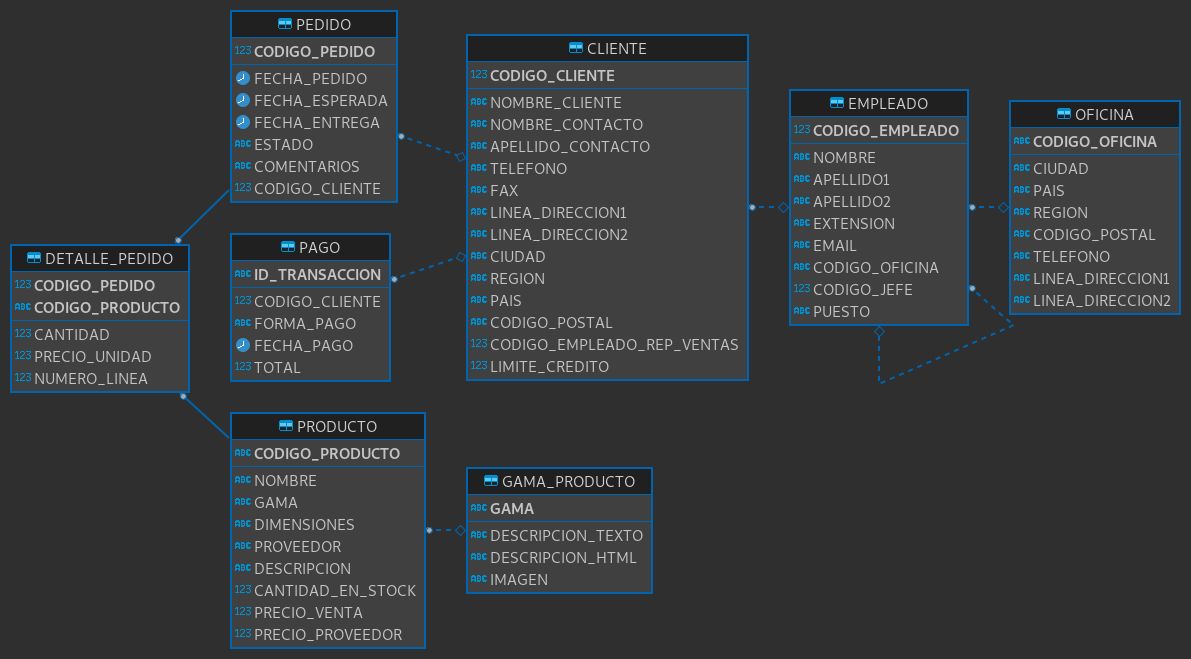 PEDIDO
123 CODIGO_PEDIDO
FECHA_PEDIDO
FECHA_ESPERADA
FECHA_ENTREGA
ABC ESTADO
ABC COMENTARIOS
123 CODIGO_CLIENTE
CLIENTE
123 CODIGO_CLIENTE
ABC NOMBRE_CLIENTE
ABC NOMBRE_CONTACTO
ABC APELLIDO_CONTACTO
ABC TELEFONO
ABC FAX
ABC LINEA_DIRECCION1
ABC LINEA_DIRECCION2
ABC CIUDAD
ABC REGION
ABC PAIS
ABC CODIGO_POSTAL
123 CODIGO_EMPLEADO_REP_VENTAS
123 LIMITE_CREDITO
EMPLEADO
123 CODIGO_EMPLEADO
ABC NOMBRE
ABC APELLIDO1
ABC APELLIDO2
ABC EXTENSION
ABC EMAIL
ABC CODIGO_OFICINA
123 CODIGO_JEFE
ABC PUESTO
OFICINA
ABC CODIGO_OFICINA
ABC CIUDAD
ABC PAIS
ABC REGION
ABC CODIGO_POSTAL
ABC TELEFONO
ABC LINEA_DIRECCION1
ABC LINEA_DIRECCION2
DETALLE_PEDIDO
123 CODIGO_PEDIDO
ABC CODIGO_PRODUCTO
123 CANTIDAD
123 PRECIO_UNIDAD
123 NUMERO_LINEA
PAGO
ABC ID_TRANSACCION
123 CODIGO_CLIENTE
ABC FORMA_PAGO
FECHA_PAGO
123 TOTAL
PRODUCTO
ABC CODIGO_PRODUCTO
ABC NOMBRE
ABC GAMA
ABC DIMENSIONES
ABC PROVEEDOR
ABC DESCRIPCION
123 CANTIDAD_EN_STOCK
123 PRECIO_VENTA
123 PRECIO_PROVEEDOR
GAMA_PRODUCTO
ABC GAMA
ABC DESCRIPCION_TEXTO
ABC DESCRIPCION_HTML
ABC IMAGEN